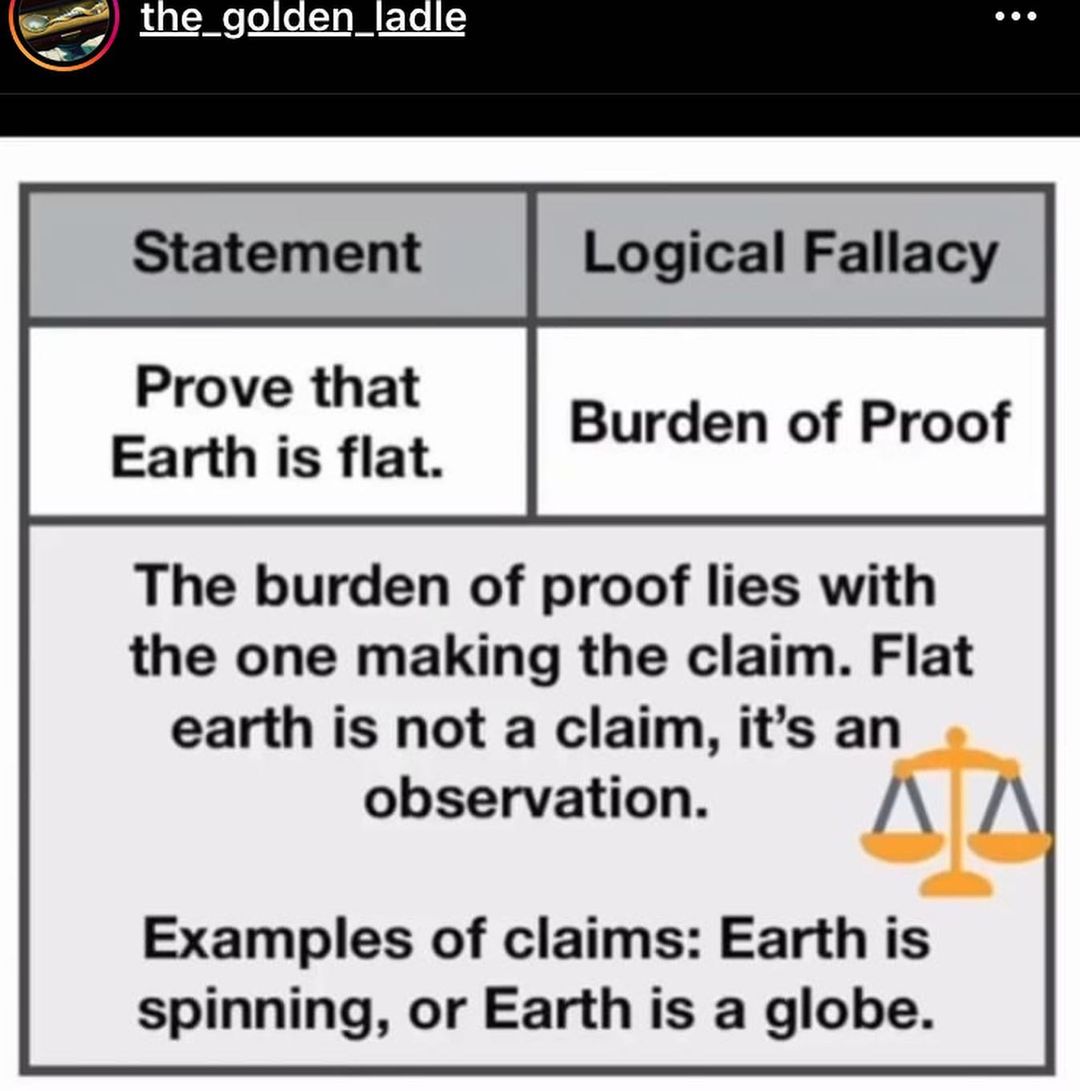 the_golden_ladle
Statement
Logical Fallacy
Prove that
Earth is flat.
Burden of Proof
The burden of proof lies with
the one making the claim. Flat
earth is not a claim, it’s an
observation.
Examples of claims: Earth is
spinning, or Earth is a globe.